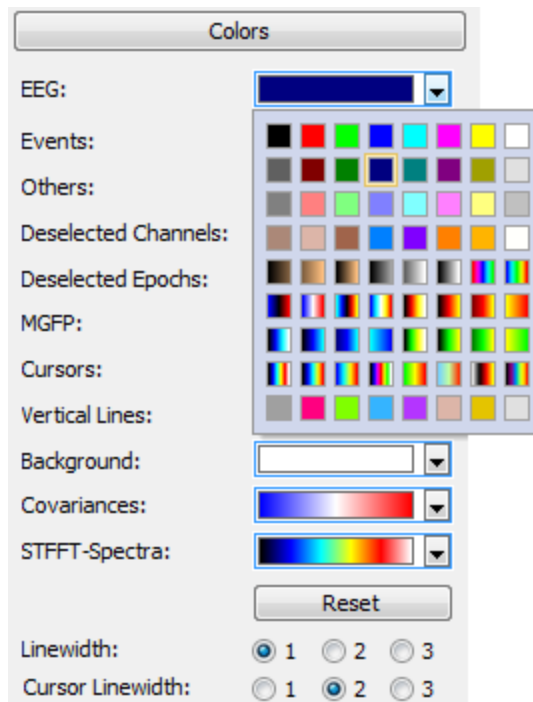 Colors
EEG:
Events:
Others:
Deselected Channels:
Deselected Epochs:
MGFP:
Cursors:
Vertical Lines:
Background:
Covariances:
STFFT-Spectra:
Reset
Linewidth: 1 2 3
Cursor Linewidth: 1 2 3